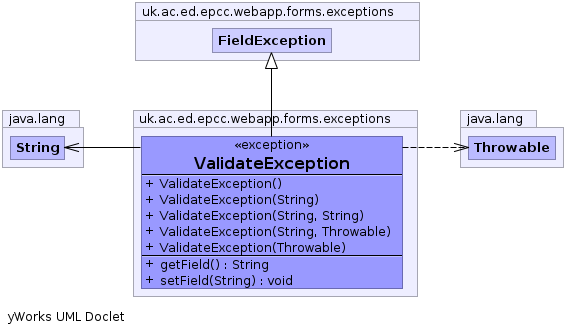 uk.ac.ed.epcc.webapp.forms.exceptions
FieldException
java.lang
String
uk.ac.ed.epcc.webapp.forms.exceptions
«exception»
ValidateException
+ ValidateException()
+ ValidateException(String)
+ ValidateException(String, String)
+ ValidateException(String, Throwable)
+ ValidateException(Throwable)
+ getField() : String
+ setField(String) : void
java.lang
Throwable
yWorks UML Doclet